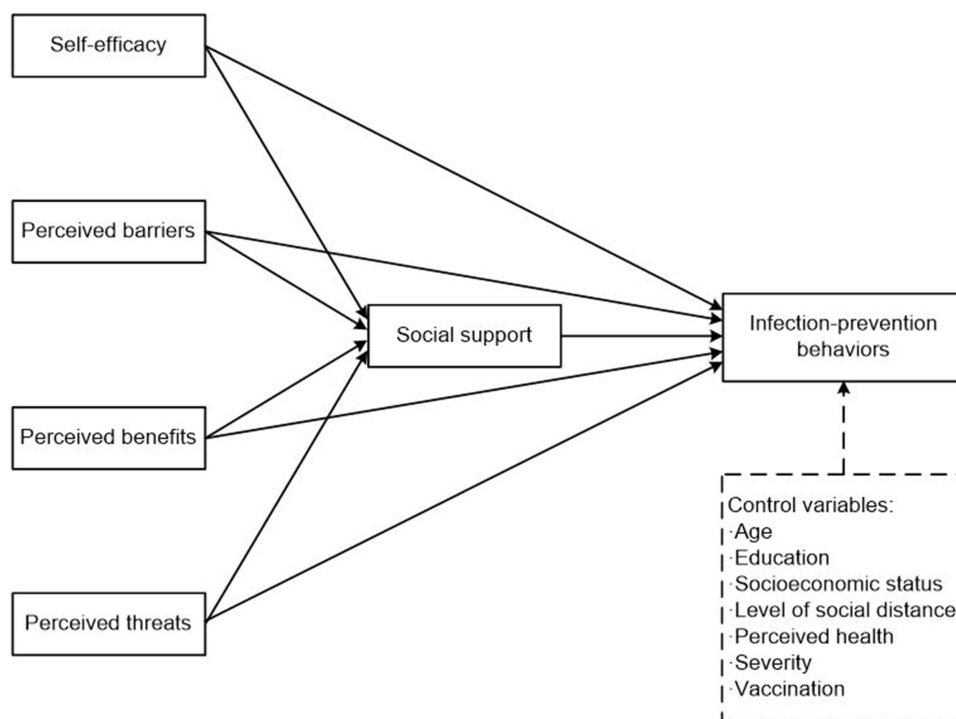 Self-efficacy
Perceived barriers
Social support
Infection-prevention
behaviors
Perceived benefits
Perceived threats
Control variables:
·Age
·Education
·Socioeconomic status
·Level of social distance
·Perceived health
·Severity
·Vaccination